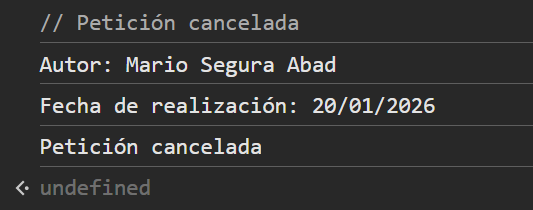 // Petición cancelada
Autor: Mario Segura Abad
Fecha de realización: 20/01/2026
Petición cancelada
undefined